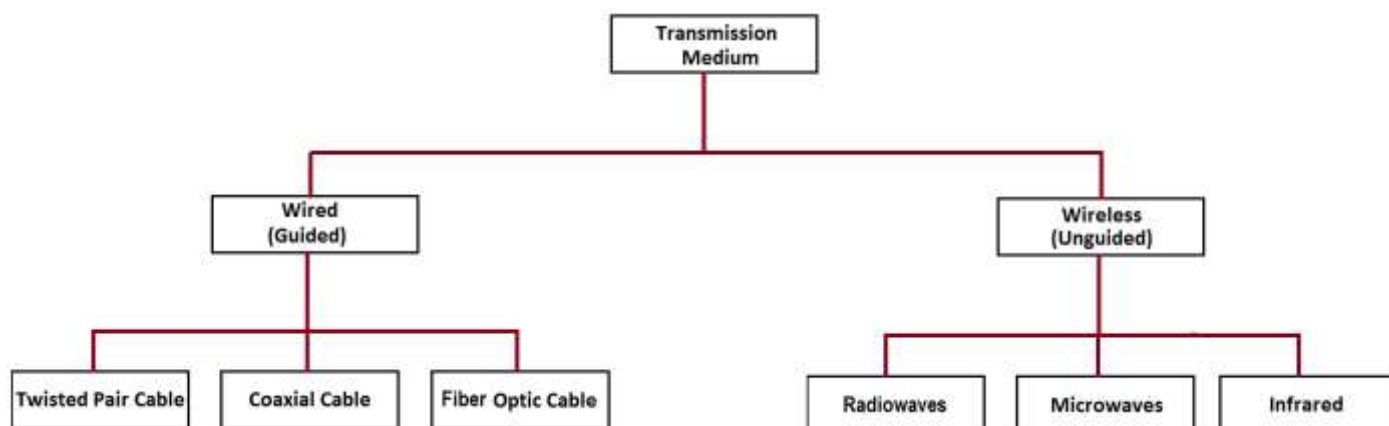 Transmission
Medium
Wired
(Guided)
Wireless
(Unguided)
Twisted Pair Cable
Coaxial Cable
Fiber Optic Cable
Radiowaves
Microwaves
Infrared